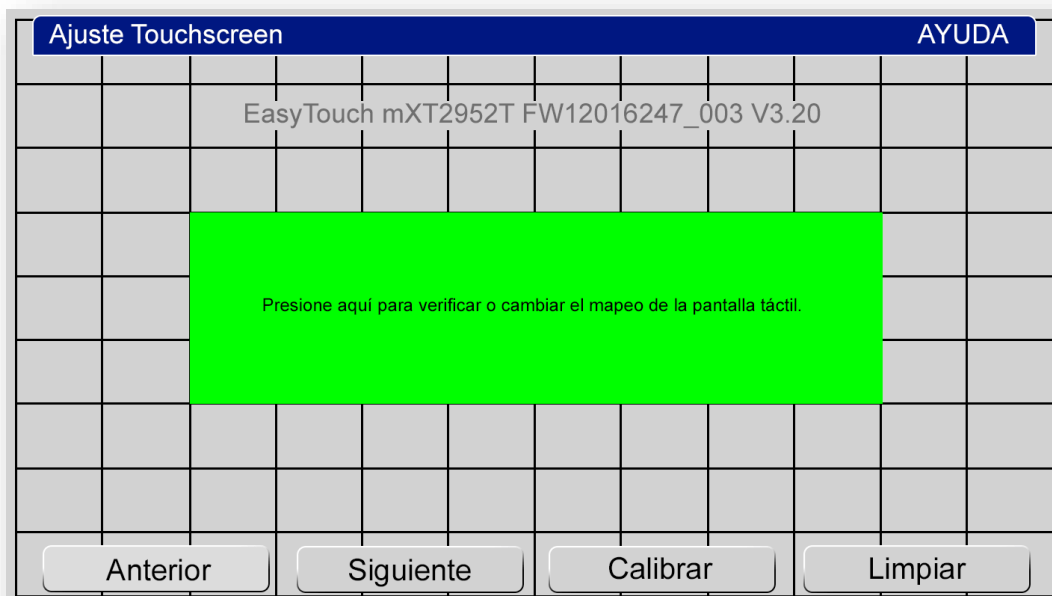 Ajuste Touchscreen AYUDA
EasyTouch mXT2952T FW12016247_003 V3.20
Presione aquí para verificar o cambiar el mapeo de la pantalla táctil.
Anterior Siguiente Calibrar Limpiar